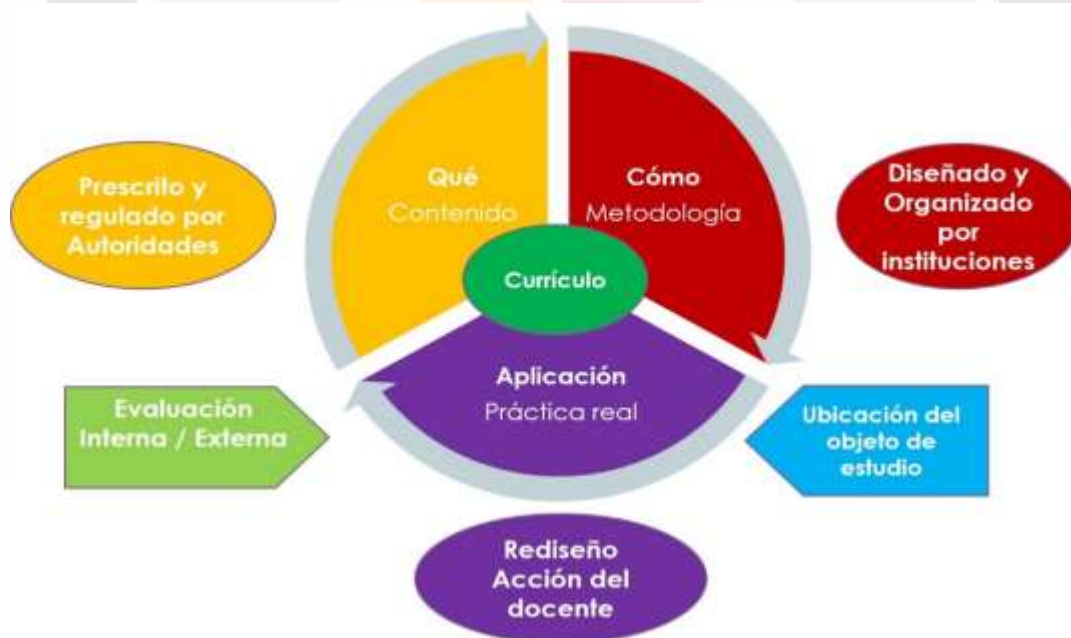 Prescrito y
regulado por
Autoridades
Qué
Contenido
Cómo
Metodología
Diseñado y
Organizado
por
instituciones
Currículo
Aplicación
Práctica real
Evaluación
Interna / Externa
Ubicación del
objeto de
estudio
Rediseño
Acción del
docente